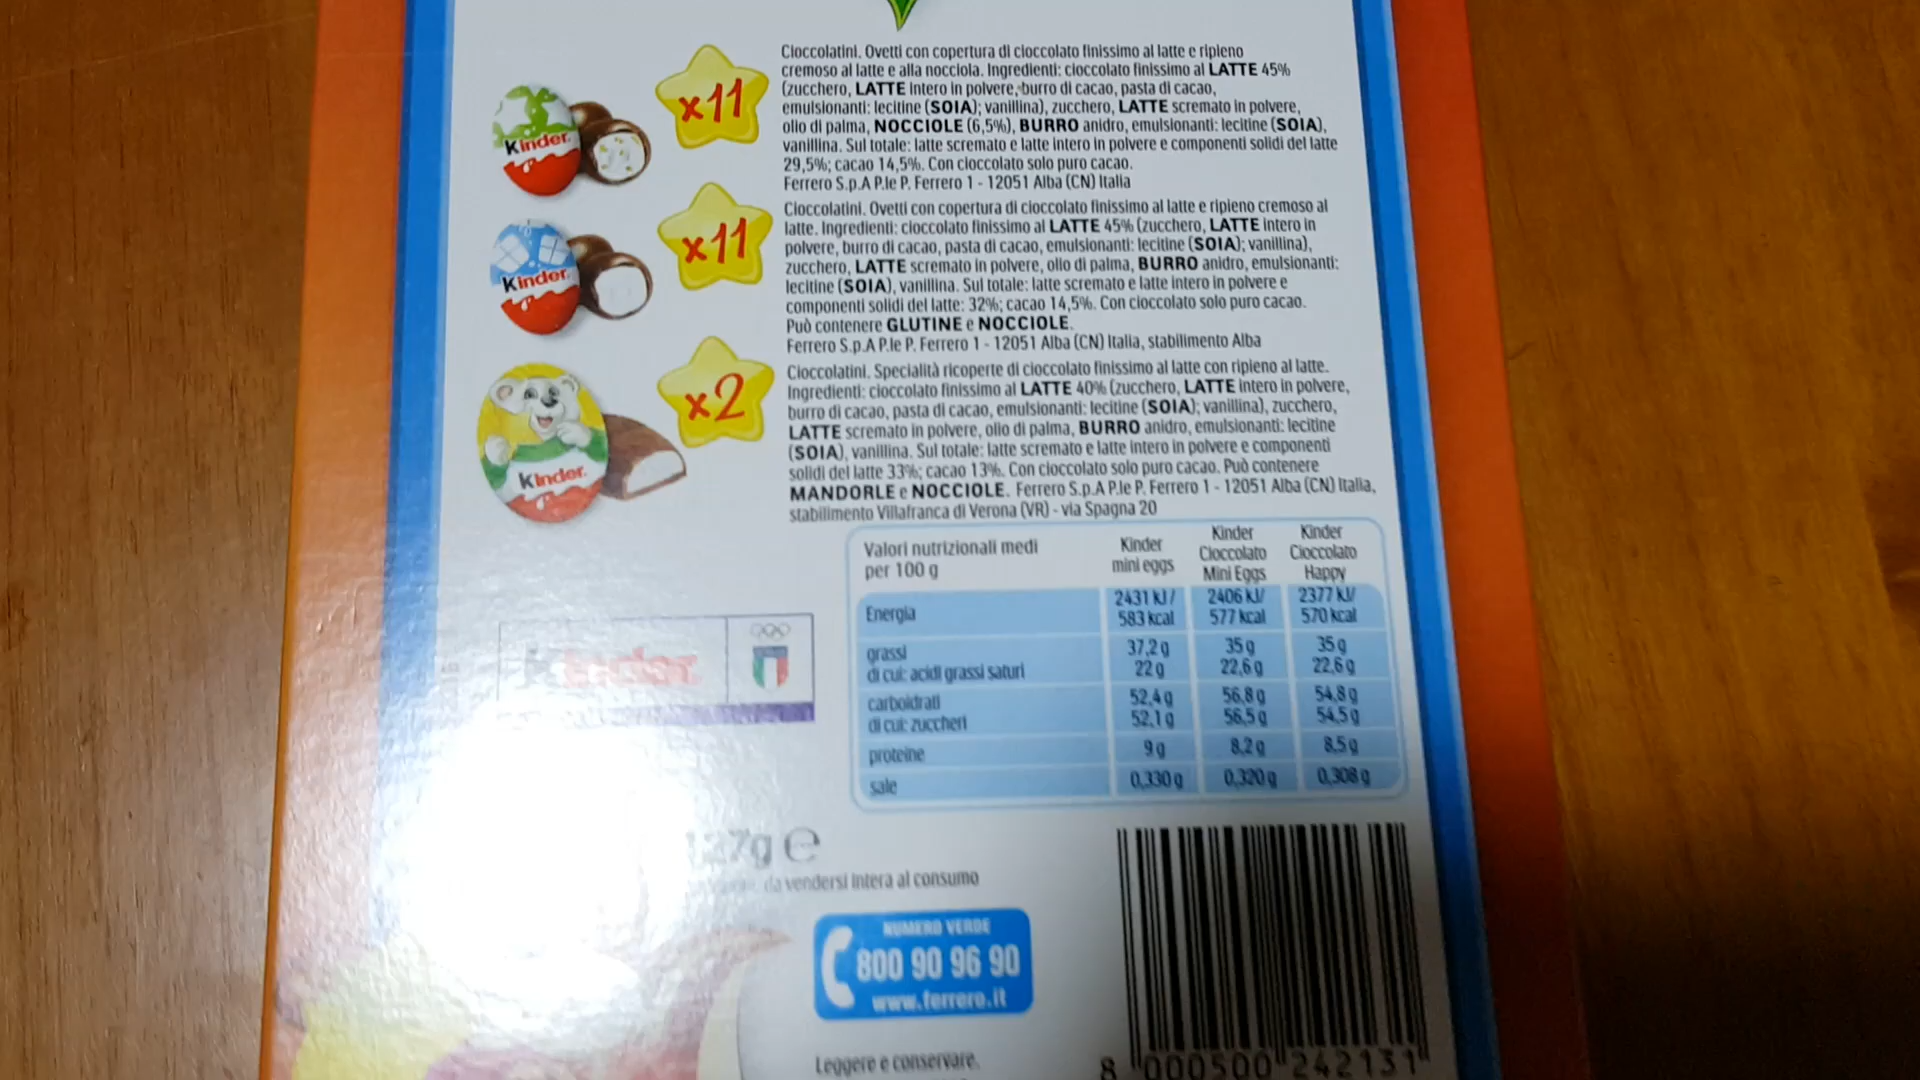 Cioccolatini. Ovetti con copertura di cioccolato finissimo al latte e ripieno
cremoso al latte e alla nocciola. Ingredienti: cioccolato finissimo al LATTE 45%
(zucchero, LATTE intero in polvere, burro di cacao, pasta di cacao,
emulsionanti: lecitine (SOIA); vanillina), zucchero, LATTE scremato in polvere,
olio di palma, NOCCIOLE (6,5%), BURRO anidro, emulsionanti: lecitine (SOIA),
vanillina. Sul totale: latte scremato e latte intero in polvere e componenti solidi del latte
29,5%; cacao 14,5%. Con cioccolato solo puro cacao.
Ferrero S.p.A P.le P. Ferrero 1 - 12051 Alba (CN) Italia
x11
Kinder
Cioccolatini. Ovetti con copertura di cioccolato finissimo al latte e ripieno cremoso al
latte. Ingredienti: cioccolato finissimo al LATTE 45% (zucchero, LATTE intero in
polvere, burro di cacao, pasta di cacao, emulsionanti: lecitine (SOIA); vanillina),
zucchero, LATTE scremato in polvere, olio di palma, BURRO anidro, emulsionanti:
lecitine (SOIA), vanillina. Sul totale: latte scremato e latte intero in polvere e
componenti solidi del latte: 32%; cacao 14,5%. Con cioccolato solo puro cacao.
Può contenere GLUTINE e NOCCIOLE.
Ferrero S.p.A P.le P. Ferrero 1 - 12051 Alba (CN) Italia, stabilimento Alba
x11
Kinder
Cioccolatini. Specialità ricoperte di cioccolato finissimo al latte con ripieno al latte.
Ingredienti: cioccolato finissimo al LATTE 40% (zucchero, LATTE intero in polvere,
burro di cacao, pasta di cacao, emulsionanti: lecitine (SOIA); vanillina), zucchero,
LATTE scremato in polvere, olio di palma, BURRO anidro, emulsionanti: lecitine
(SOIA), vanillina. Sul totale: latte scremato e latte intero in polvere e componenti
solidi del latte 33%; cacao 13%. Con cioccolato solo puro cacao. Può contenere
MANDORLE e NOCCIOLE. Ferrero S.p.A P.le P. Ferrero 1 - 12051 Alba (CN) Italia,
stabilimento Villafranca di Verona (VR) - via Spagna 20
x2
Kinder
Valori nutrizionali medi per 100 g
Kinder mini eggs
Kinder Cioccolato Mini Eggs
Kinder Cioccolato Happy
Energia 2431 kJ/ 583 kcal 2406 kJ/ 577 kcal 2377 kJ/ 570 kcal
grassi 37,2 g 35 g 35 g
di cui: acidi grassi saturi 22 g 22,6 g 22,6 g
carboidrati 52,4 g 56,8 g 54,8 g
di cui: zuccheri 52,1 g 56,5 g 54,5 g
proteine 9 g 8,2 g 8,5 g
sale 0,330 g 0,320 g 0,308 g
Kinder
127g e
da vendersi intera al consumo
NUMERO VERDE
800 90 96 90
www.ferrero.it
Leggere e conservare.
8 000500 242131